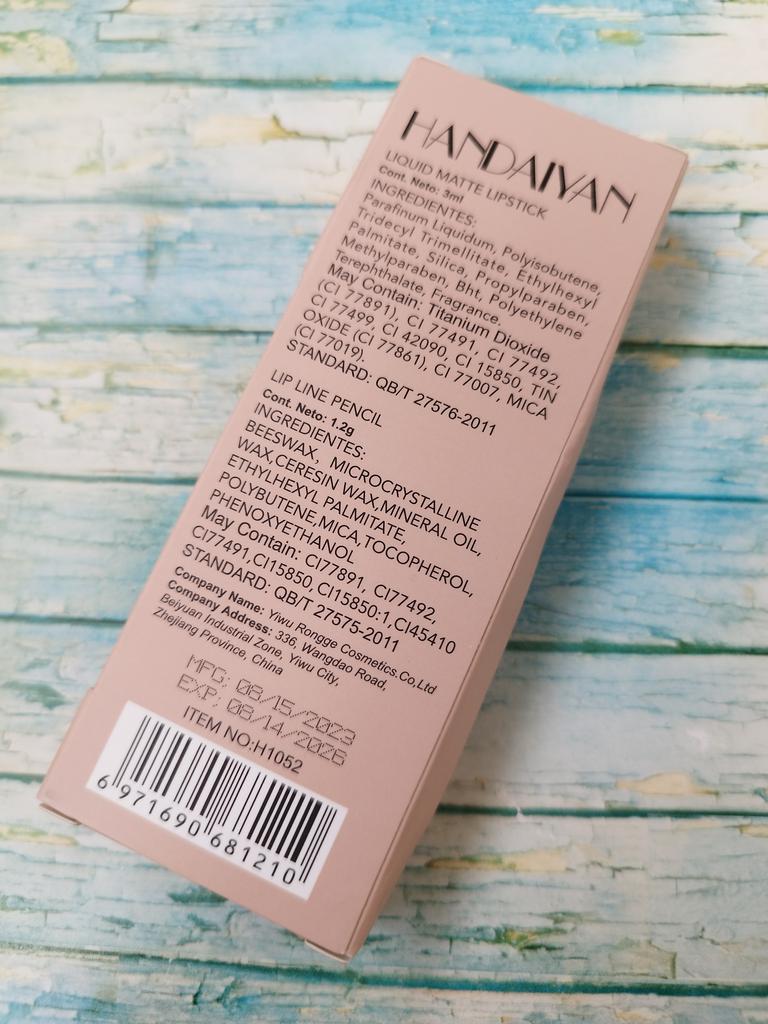 HANDAIYAN
LIQUID MATTE LIPSTICK
Cont. Neto: 3ml
INGREDIENTES:
Parafinum Liquidum, Polyisobutene,
Tridecyl Trimellitate, Ethylhexyl
Palmitate, Silica, Propylparaben,
Methylparaben, Bht, Polyethylene
Terephthalate, Fragrance.
May Contain: Titanium Dioxide
(CI 77891), CI 77491, CI 77492,
CI 77499, CI 42090, CI 15850, TIN
OXIDE (CI 77861), CI 77007, MICA
(CI 77019).
STANDARD: QB/T 27576-2011
LIP LINE PENCIL
Cont. Neto: 1.2g
INGREDIENTES:
BEESWAX、MICROCRYSTALLINE
WAX,CERESIN WAX,MINERAL OIL,
ETHYLHEXYL PALMITATE,
POLYBUTENE,MICA,TOCOPHEROL,
PHENOXYETHANOL
May Contain: CI77891, CI77492,
CI77491,CI15850,CI15850:1,CI45410
STANDARD: QB/T 27575-2011
Company Name: Yiwu Rongge Cosmetics.Co,Ltd
Company Address: 336, Wangdao Road,
Beiyuan Industrial Zone, Yiwu City,
Zhejiang Province, China
MFG: 08/15/2023
EXP: 08/14/2026
ITEM NO:H1052
6 971690 681210